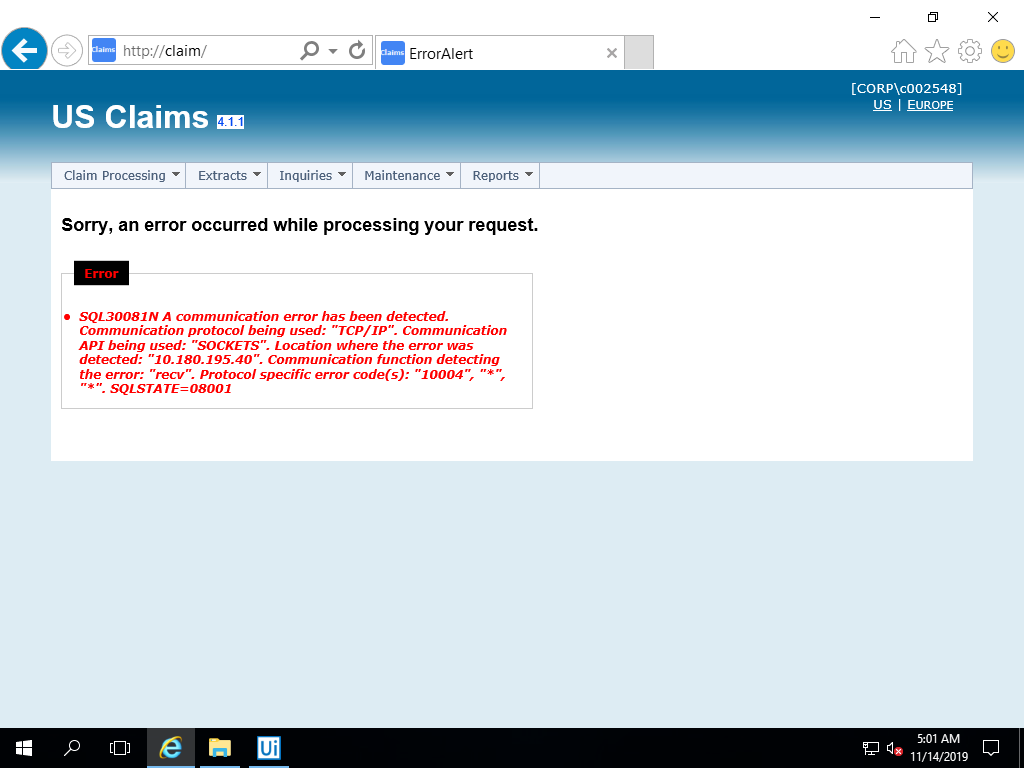 Claims
http://claim/
Claims
ErrorAlert
[CORP\c002548]
US | EUROPE
US Claims 4.1.1
Claim Processing
Extracts
Inquiries
Maintenance
Reports
Sorry, an error occurred while processing your request.
Error
SQL30081N A communication error has been detected.
Communication protocol being used: "TCP/IP". Communication
API being used: "SOCKETS". Location where the error was
detected: "10.180.195.40". Communication function detecting
the error: "recv". Protocol specific error code(s): "10004", "*",
"*". SQLSTATE=08001
Ui
5:01 AM
11/14/2019